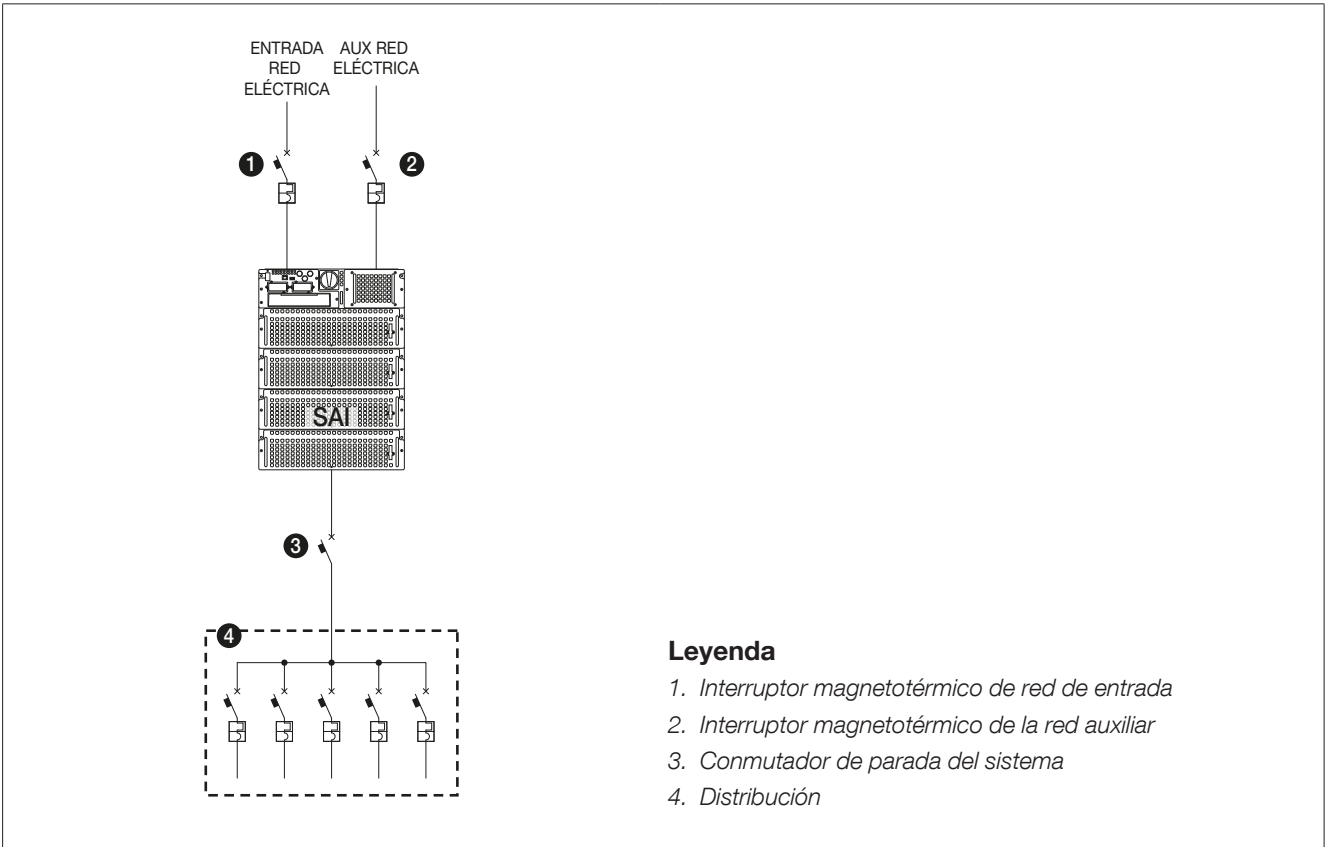 ENTRADA RED ELÉCTRICA
AUX RED ELÉCTRICA
1
2
SAI
3
4
Leyenda
1. Interruptor magnetotérmico de red de entrada
2. Interruptor magnetotérmico de la red auxiliar
3. Conmutador de parada del sistema
4. Distribución